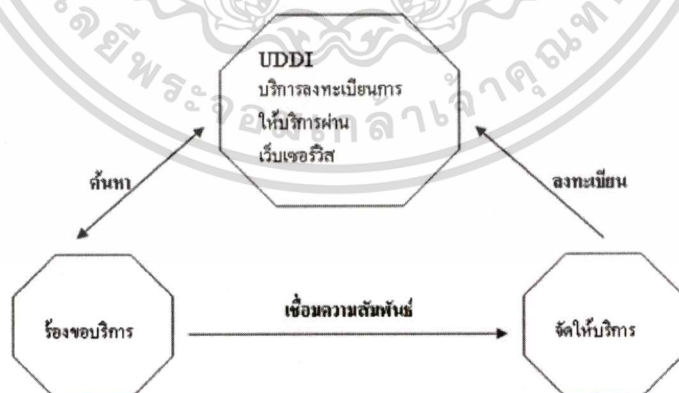 UDDI
บริการลงทะเบียนการ
ให้บริการผ่าน
เว็บเซอร์วิส
ค้นหา
ลงทะเบียน
ร้องขอบริการ
เชื่อมความสัมพันธ์
จัดให้บริการ